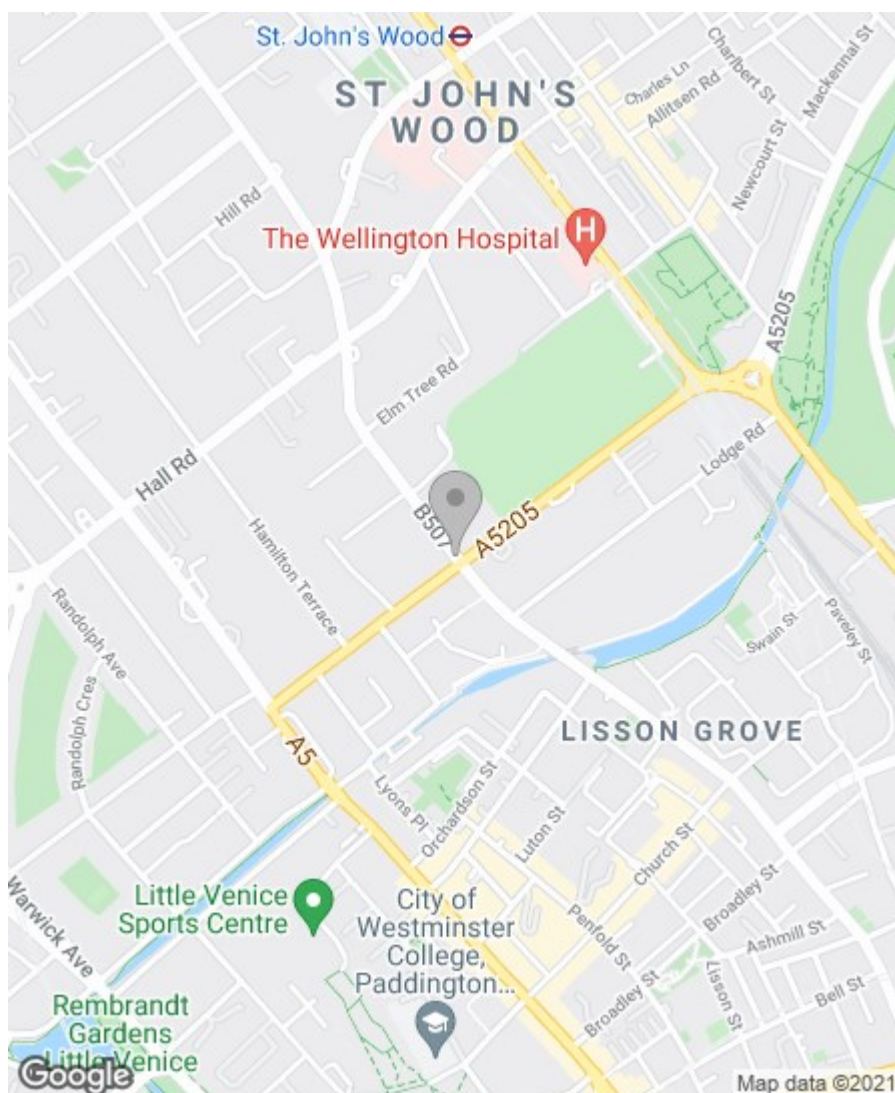 St. John's Wood
ST JOHN'S
WOOD
Charles Ln
Allitsen Rd
Charlbert St
Mackennal St
Newcourt St
Hill Rd
The Wellington Hospital
H
A5205
Elm Tree Rd
Hall Rd
Lodge Rd
B507
A5205
Hamilton Terrace
Randolph Ave
Randolph Cres
Swain St
Paveley St
LISSON GROVE
A5
Lyons Pl
Orchardson St
Luton St
Church St
Penfold St
Broadley St
Ashmill St
Lisson St
Broadley St
Bell St
Warwick Ave
Little Venice
Sports Centre
City of
Westminster
College,
Paddington...
Rembrandt
Gardens
Little Venice
Google
Map data ©2021